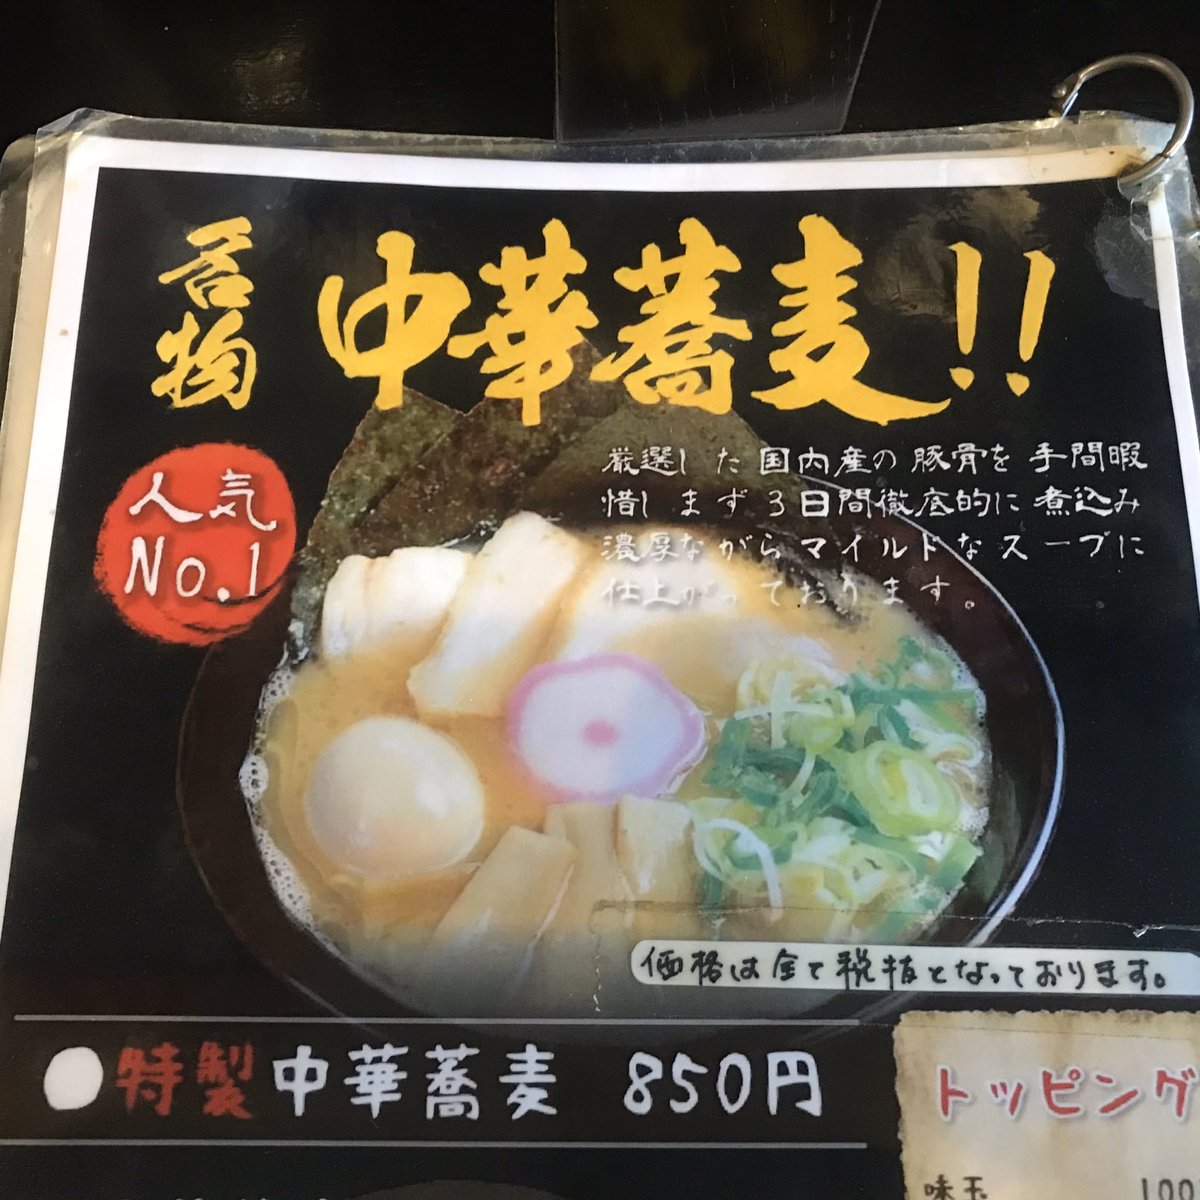 名物
中華蕎麦!!
人気
No.1
厳選した国内産の豚骨を手間暇
惜しまず3日間徹底的に煮込み
濃厚ながらマイルドなスープに
仕上がっております。
価格は全て税抜となっております。
●特製中華蕎麦 850円
トッピング
味玉 100